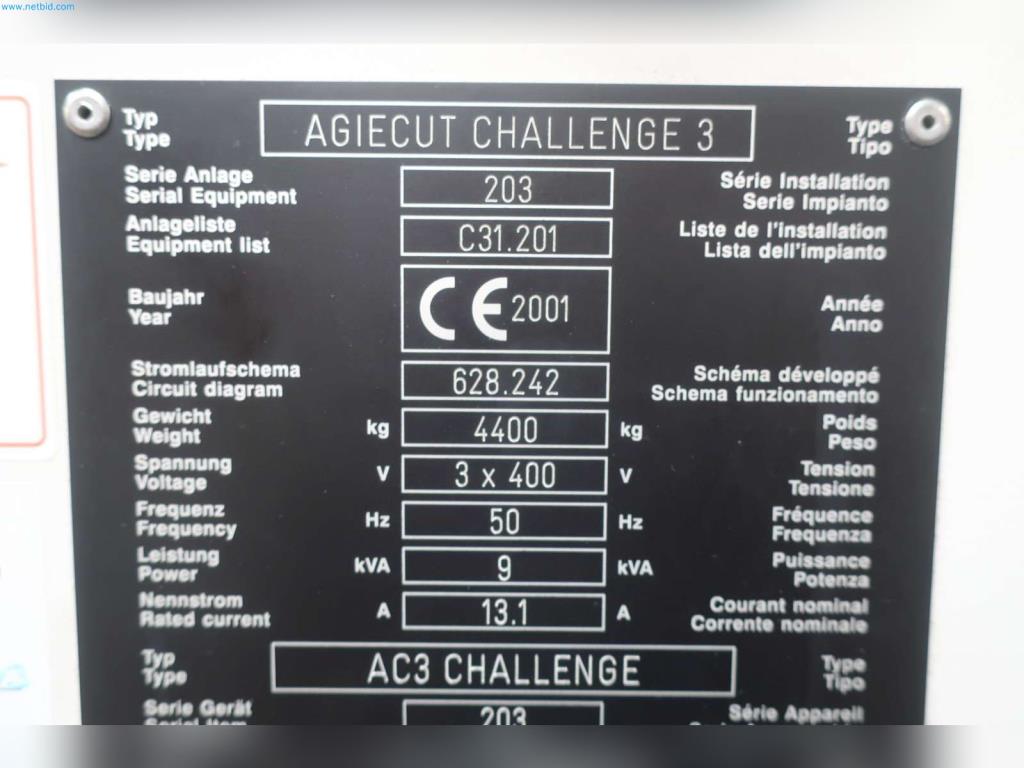 www.netbid.com
Typ
Type
AGIECUT CHALLENGE 3
Type
Tipo
Serie Anlage
Serial Equipment
203
Série Installation
Serie Impianto
Anlageliste
Equipment list
C31.201
Liste de l'installation
Lista dell'impianto
Baujahr
Year
CE 2001
Année
Anno
Stromlaufschema
Circuit diagram
628.242
Schéma développé
Schema funzionamento
Gewicht
Weight
kg 4400 kg
Poids
Peso
Spannung
Voltage
V 3 x 400 V
Tension
Tensione
Frequenz
Frequency
Hz 50 Hz
Fréquence
Frequenza
Leistung
Power
kVA 9 kVA
Puissance
Potenza
Nennstrom
Rated current
A 13.1 A
Courant nominal
Corrente nominale
Typ
Type
AC3 CHALLENGE
Type
Tipo
Serie Gerät
Serial Item
203
Série Appareil